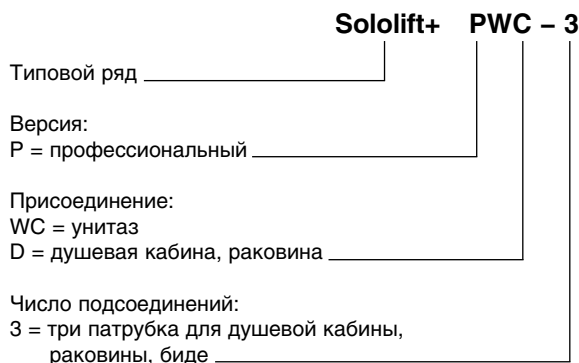 Sololift+ PWC – 3
Типовой ряд
Версия:
P = профессиональный
Присоединение:
WC = унитаз
D = душевая кабина, раковина
Число подсоединений:
3 = три патрубка для душевой кабины,
раковины, биде